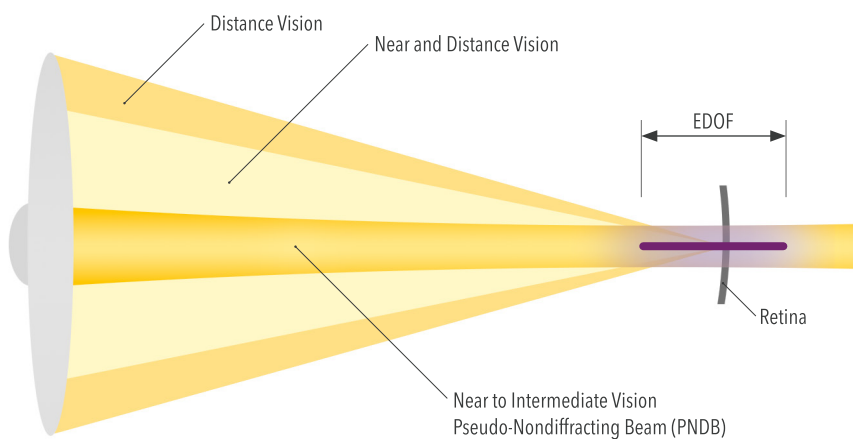 Distance Vision
Near and Distance Vision
EDOF
Retina
Near to Intermediate Vision
Pseudo-Nondiffracting Beam (PNDB)